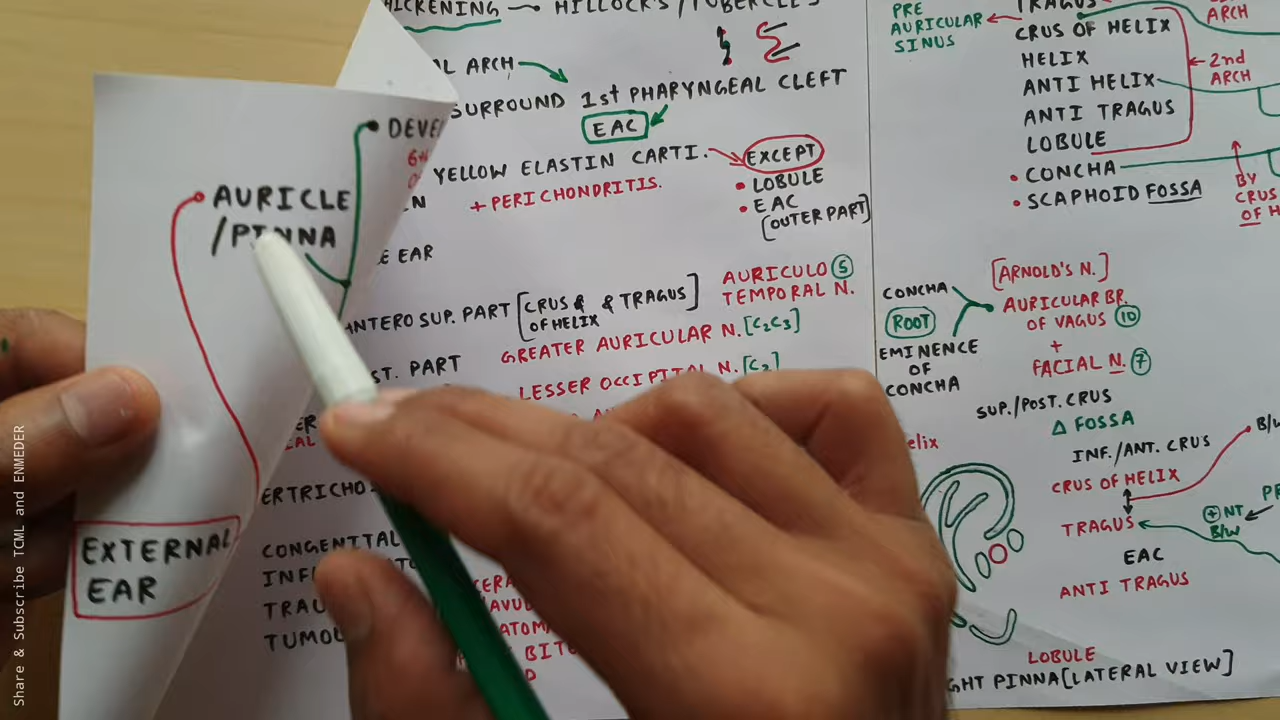 HICKENING → HILLOCK'S / TUBERCLES
L ARCH
SURROUND 1st PHARYNGEAL CLEFT
EAC
YELLOW ELASTIN CARTI.
EXCEPT
• LOBULE
• EAC
[OUTER PART]
+ PERICHONDRITIS.
DEVE
AURICLE
/PINNA
EXTERNAL
EAR
E EAR
ANTERO SUP. PART [CRUS & & TRAGUS]
OF HELIX
AURICULO (5)
TEMPORAL N.
ST. PART
GREATER AURICULAR N. [C2C3]
LESSER OCCIPITAL N. [C2]
ERTRICHO
CONGENITAL
TRAU
TUMOU
PRE
AURICULAR
SINUS
TRAGUS
CRUS OF HELIX
HELIX
ANTI HELIX
ANTI TRAGUS
LOBULE
• CONCHA
• SCAPHOID FOSSA
ARCH
2nd
ARCH
BY
CRUS
OF H
CONCHA
ROOT
EMINENCE
OF
CONCHA
[ARNOLD'S N.]
AURICULAR BR.
OF VAGUS (10)
+
FACIAL N. (7)
SUP./POST. CRUS
Δ FOSSA
INF./ANT. CRUS
CRUS OF HELIX
TRAGUS
EAC
ANTI TRAGUS
B/W
+ NT
B/W
elix
LOBULE
GHT PINNA [LATERAL VIEW]
Share & Subscribe TCML and ENMEDER